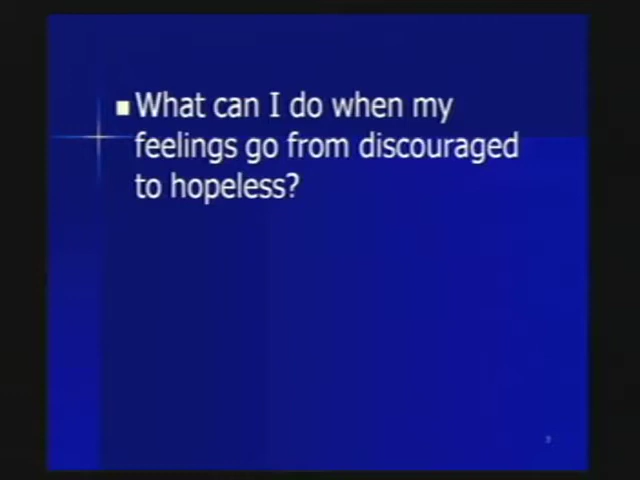 What can I do when my
feelings go from discouraged
to hopeless?